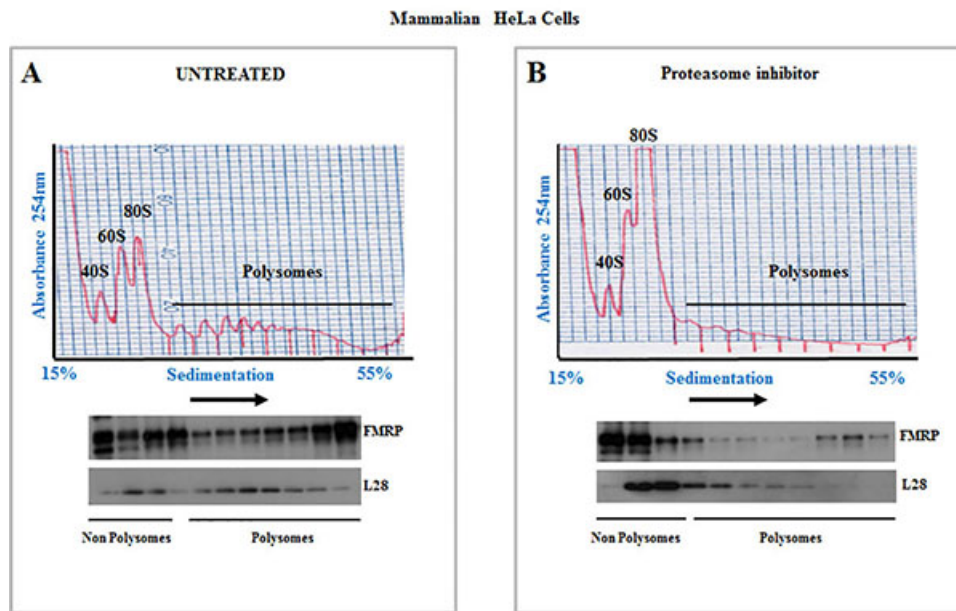 Mammalian HeLa Cells
A
UNTREATED
Absorbance 254nm
40S
60S
80S
Polysomes
15%
Sedimentation
55%
FMRP
L28
Non Polysomes
Polysomes
B
Proteasome inhibitor
Absorbance 254nm
40S
60S
80S
Polysomes
15%
Sedimentation
55%
FMRP
L28
Non Polysomes
Polysomes